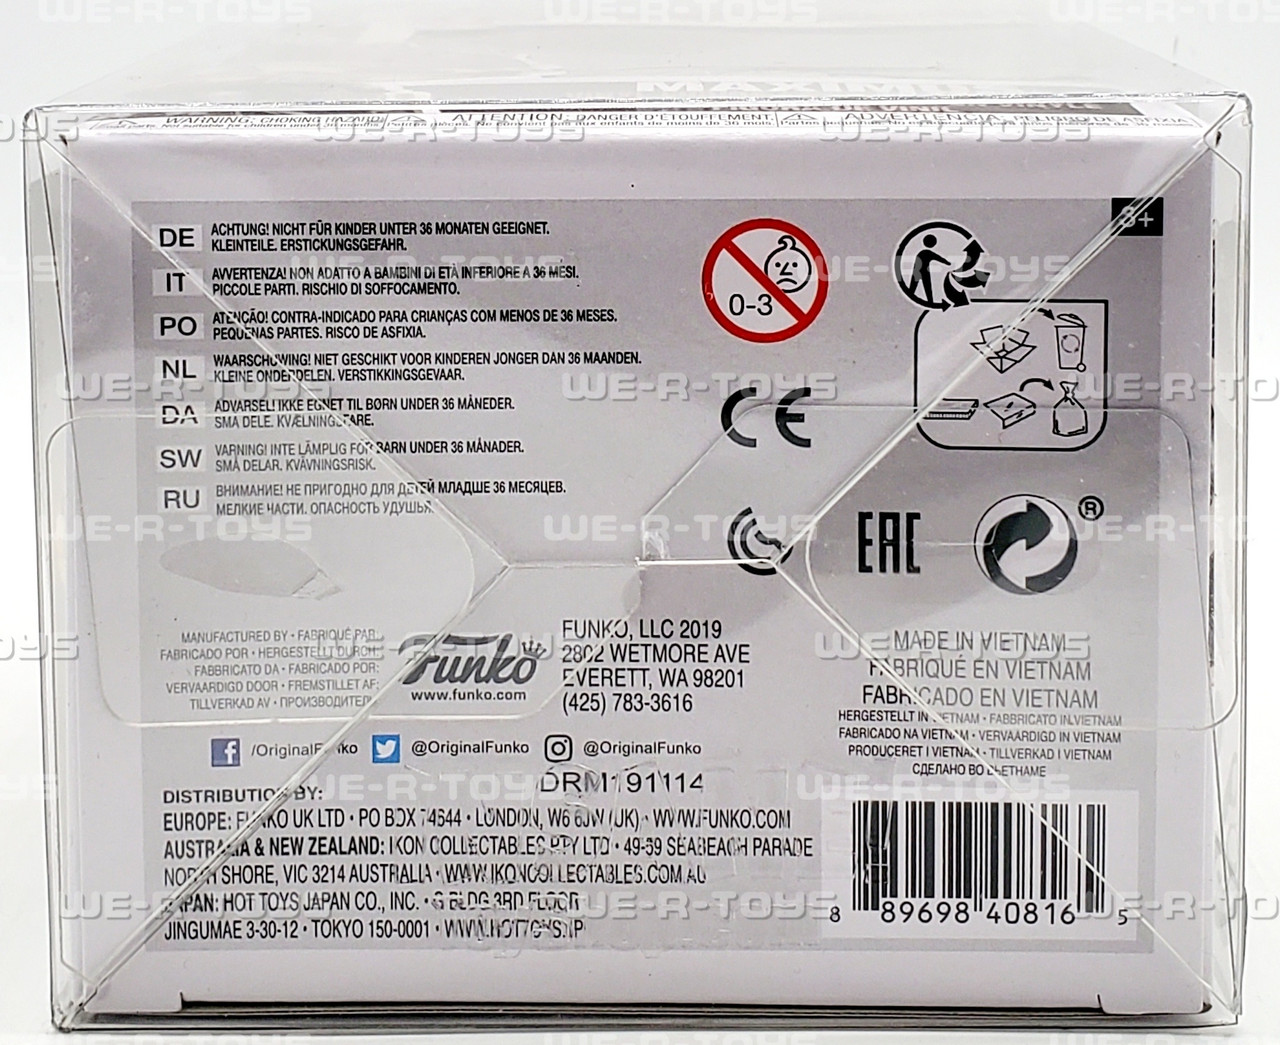 MAXIMUM
WARNING: CHOKING HAZARD
ATTENTION: DANGER D'ÉTOUFFEMENT.
ADVERTENCIA: PELIGRO DE ASFIXIA
8+
DE ACHTUNG! NICHT FÜR KINDER UNTER 36 MONATEN GEEIGNET.
KLEINTEILE. ERSTICKUNGSGEFAHR.
IT AVVERTENZA! NON ADATTO A BAMBINI DI ETÀ INFERIORE A 36 MESI.
PICCOLE PARTI. RISCHIO DI SOFFOCAMENTO.
PO ATENÇÃO! CONTRA-INDICADO PARA CRIANÇAS COM MENOS DE 36 MESES.
PEQUENAS PARTES. RISCO DE ASFIXIA.
NL WAARSCHUWING! NIET GESCHIKT VOOR KINDEREN JONGER DAN 36 MAANDEN.
KLEINE ONDERDELEN. VERSTIKKINGSGEVAAR.
DA ADVARSEL! IKKE EGNET TIL BØRN UNDER 36 MÅNEDER.
SMÅ DELE. KVÆLNINGSFARE.
SW VARNING! INTE LÄMPLIG FÖR BARN UNDER 36 MÅNADER.
SMÅ DELAR. KVÄVNINGSRISK.
RU ВНИМАНИЕ! НЕ ПРИГОДНО ДЛЯ ДЕТЕЙ МЛАДШЕ 36 МЕСЯЦЕВ.
МЕЛКИЕ ЧАСТИ. ОПАСНОСТЬ УДУШЬЯ.
0-3
CE
EAC
®
MANUFACTURED BY • FABRIQUÉ PAR:
FABRICADO POR • HERGESTELLT DURCH:
FABBRICATO DA • FABRICADO POR:
VERVAARDIGD DOOR • FREMSTILLET AF:
TILLVERKAD AV • ПРОИЗВОДИТЕЛЬ:
Funko
www.funko.com
FUNKO, LLC 2019
2802 WETMORE AVE
EVERETT, WA 98201
(425) 783-3616
MADE IN VIETNAM
FABRIQUÉ EN VIETNAM
FABRICADO EN VIETNAM
HERGESTELLT IN VIETNAM • FABBRICATO IN VIETNAM
FABRICADO NA VIETNAM • VERVAARDIGD IN VIETNAM
PRODUCERET I VIETNAM • TILLVERKAD I VIETNAM
СДЕЛАНО ВО ВЬЕТНАМЕ
/OriginalFunko @OriginalFunko @OriginalFunko
DRM191114
DISTRIBUTION BY:
EUROPE: FUNKO UK LTD • PO BOX 74644 • LONDON, W6 6JW (UK) • WWW.FUNKO.COM
AUSTRALIA & NEW ZEALAND: IKON COLLECTABLES PTY LTD • 49-59 SEABEACH PARADE
NORTH SHORE, VIC 3214 AUSTRALIA • WWW.IKONCOLLECTABLES.COM.AU
JAPAN: HOT TOYS JAPAN CO., INC. • G BLDG 3RD FLOOR
JINGUMAE 3-30-12 • TOKYO 150-0001 • WWW.HOTTOYS.JP
8 89698 40816 5
WE-R-TOYS